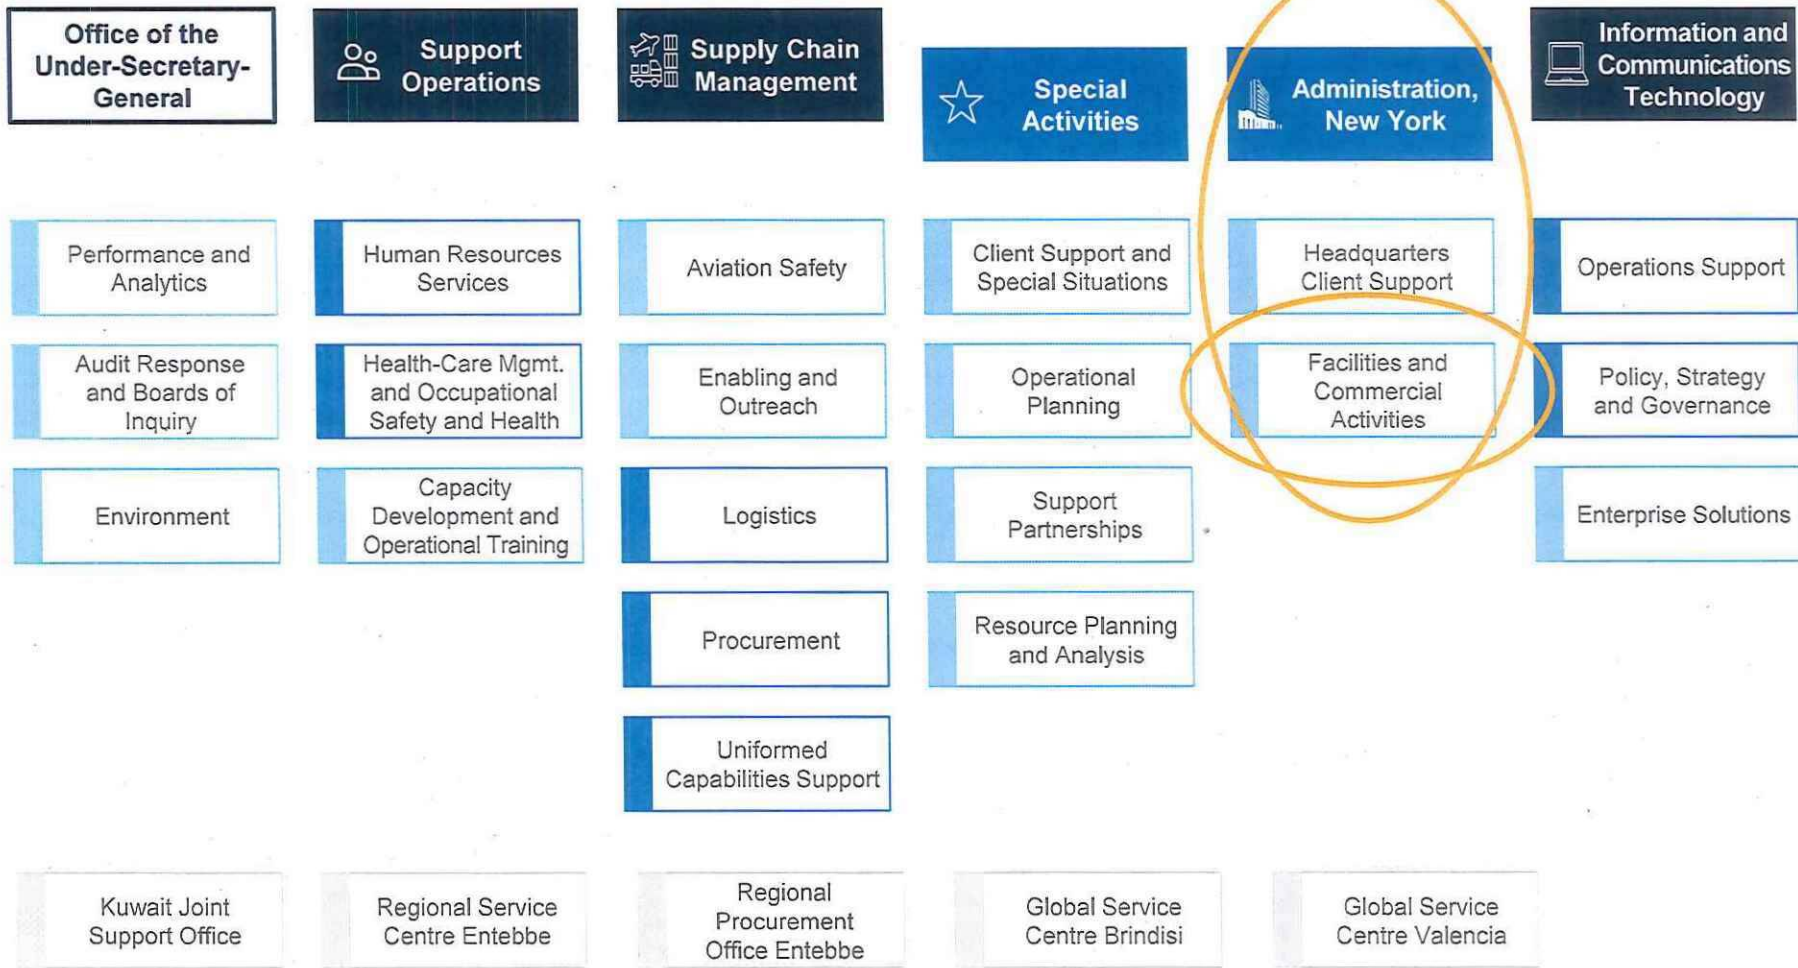 Office of the
Under-Secretary-
General
Support
Operations
Supply Chain
Management
Special
Activities
Administration,
New York
Information and
Communications
Technology
Performance and
Analytics
Audit Response
and Boards of
Inquiry
Environment
Human Resources
Services
Health-Care Mgmt.
and Occupational
Safety and Health
Capacity
Development and
Operational Training
Aviation Safety
Enabling and
Outreach
Logistics
Procurement
Uniformed
Capabilities Support
Client Support and
Special Situations
Operational
Planning
Support
Partnerships
Resource Planning
and Analysis
Headquarters
Client Support
Facilities and
Commercial
Activities
Operations Support
Policy, Strategy
and Governance
Enterprise Solutions
Kuwait Joint
Support Office
Regional Service
Centre Entebbe
Regional
Procurement
Office Entebbe
Global Service
Centre Brindisi
Global Service
Centre Valencia